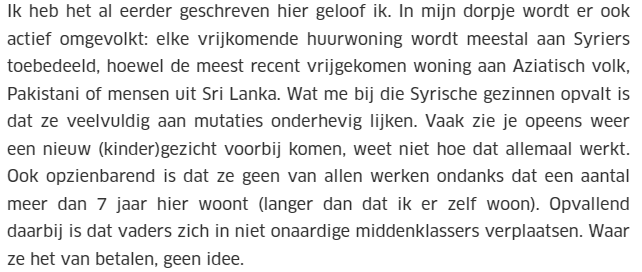 Ik heb het al eerder geschreven hier geloof ik. In mijn dorpje wordt er ook
actief omgevolkt: elke vrijkomende huurwoning wordt meestal aan Syriers
toebedeeld, hoewel de meest recent vrijgekomen woning aan Aziatisch volk,
Pakistani of mensen uit Sri Lanka. Wat me bij die Syrische gezinnen opvalt is
dat ze veelvuldig aan mutaties onderhevig lijken. Vaak zie je opeens weer
een nieuw (kinder)gezicht voorbij komen, weet niet hoe dat allemaal werkt.
Ook opzienbarend is dat ze geen van allen werken ondanks dat een aantal
meer dan 7 jaar hier woont (langer dan dat ik er zelf woon). Opvallend
daarbij is dat vaders zich in niet onaardige middenklassers verplaatsen. Waar
ze het van betalen, geen idee.